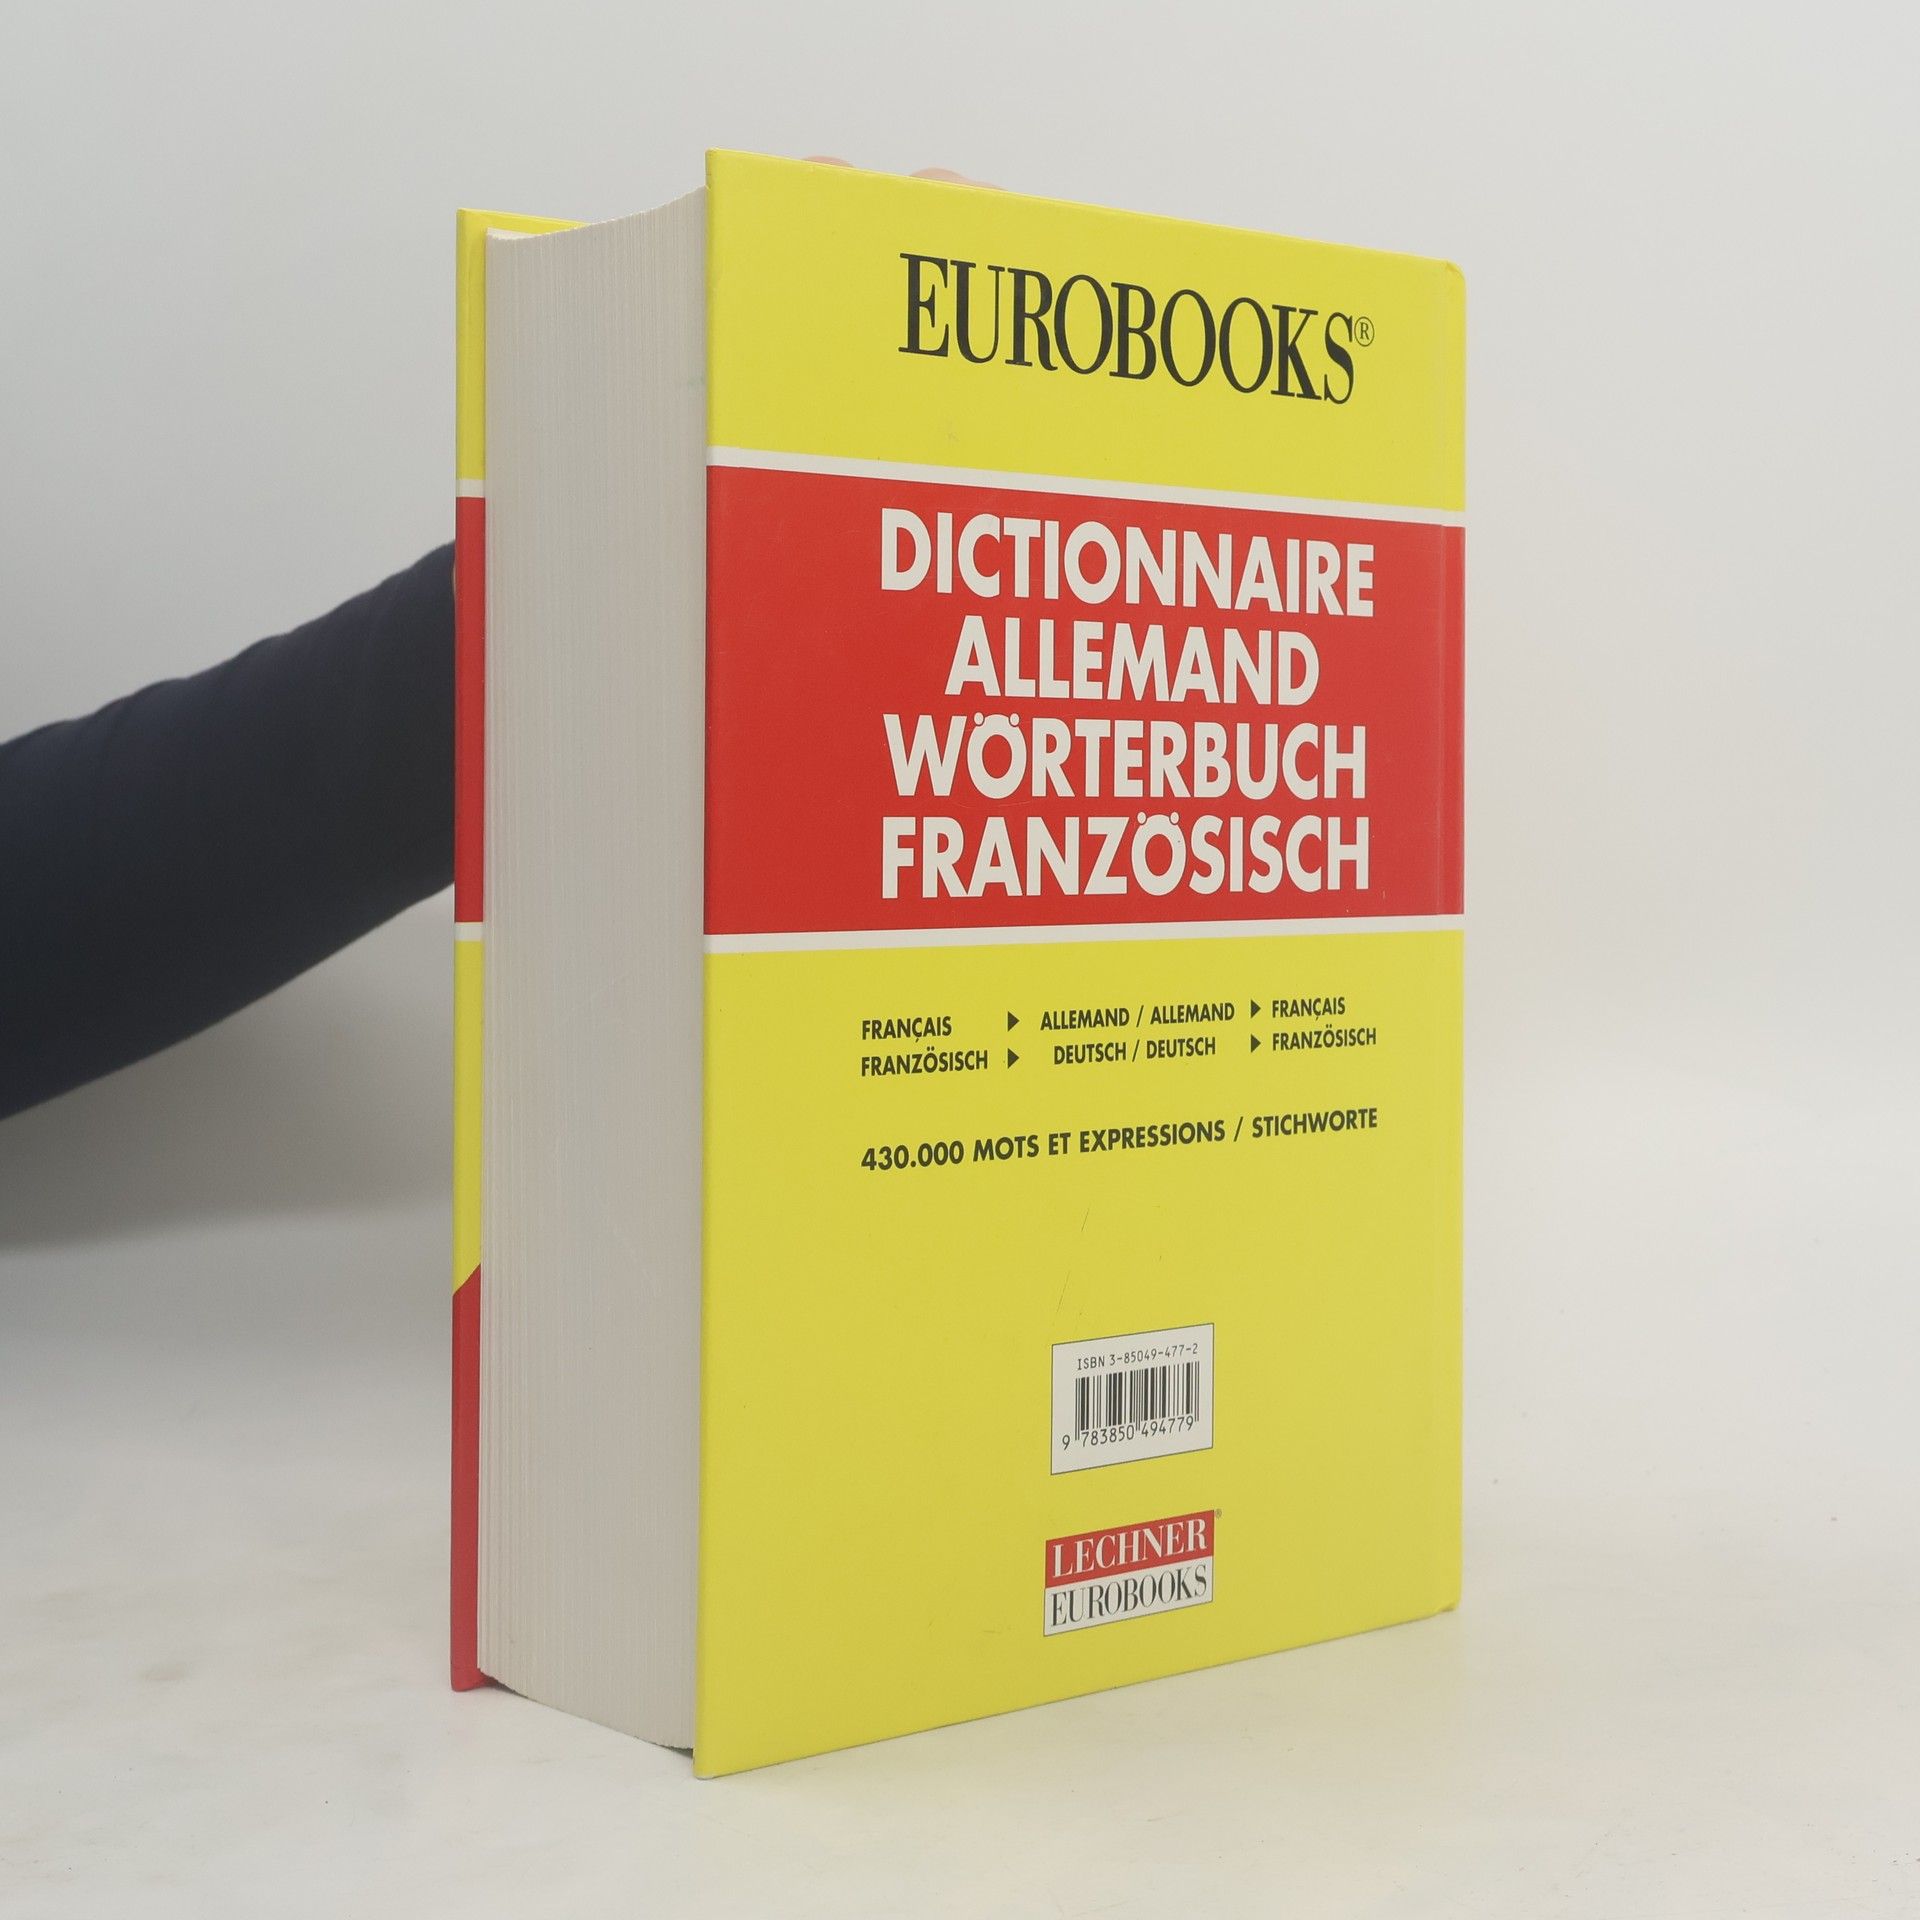 EUROBOOKS®
DICTIONNAIRE
ALLEMAND
WÖRTERBUCH
FRANZÖSISCH
FRANÇAIS ▶ ALLEMAND / ALLEMAND ▶ FRANÇAIS
FRANZÖSISCH ▶ DEUTSCH / DEUTSCH ▶ FRANZÖSISCH
430.000 MOTS ET EXPRESSIONS / STICHWORTE
ISBN 3-85049-477-2
9 783850 494779
LECHNER®
EUROBOOKS